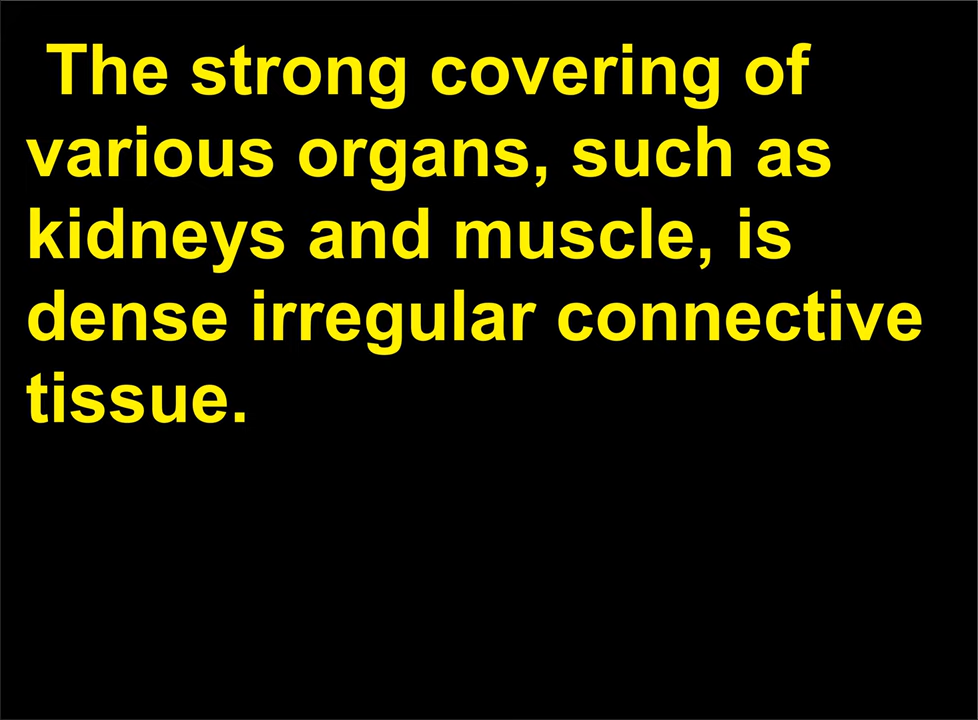 The strong covering of
various organs, such as
kidneys and muscle, is
dense irregular connective
tissue.